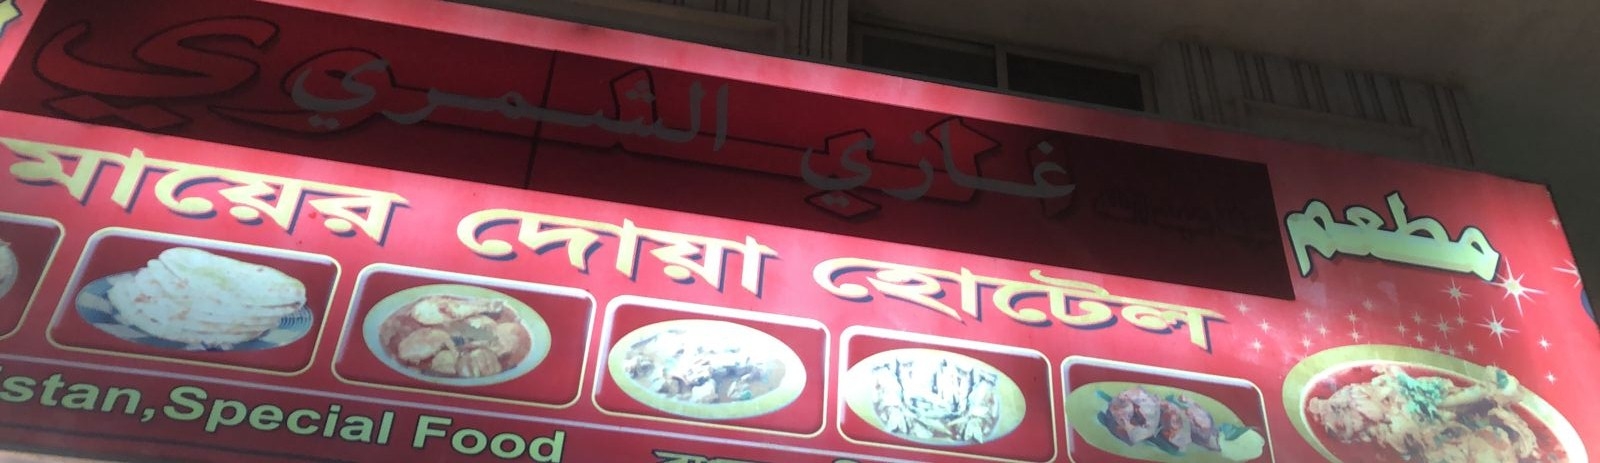 مطعم غازي الشمري
মায়ের দোয়া হোটেল
stan, Special Food